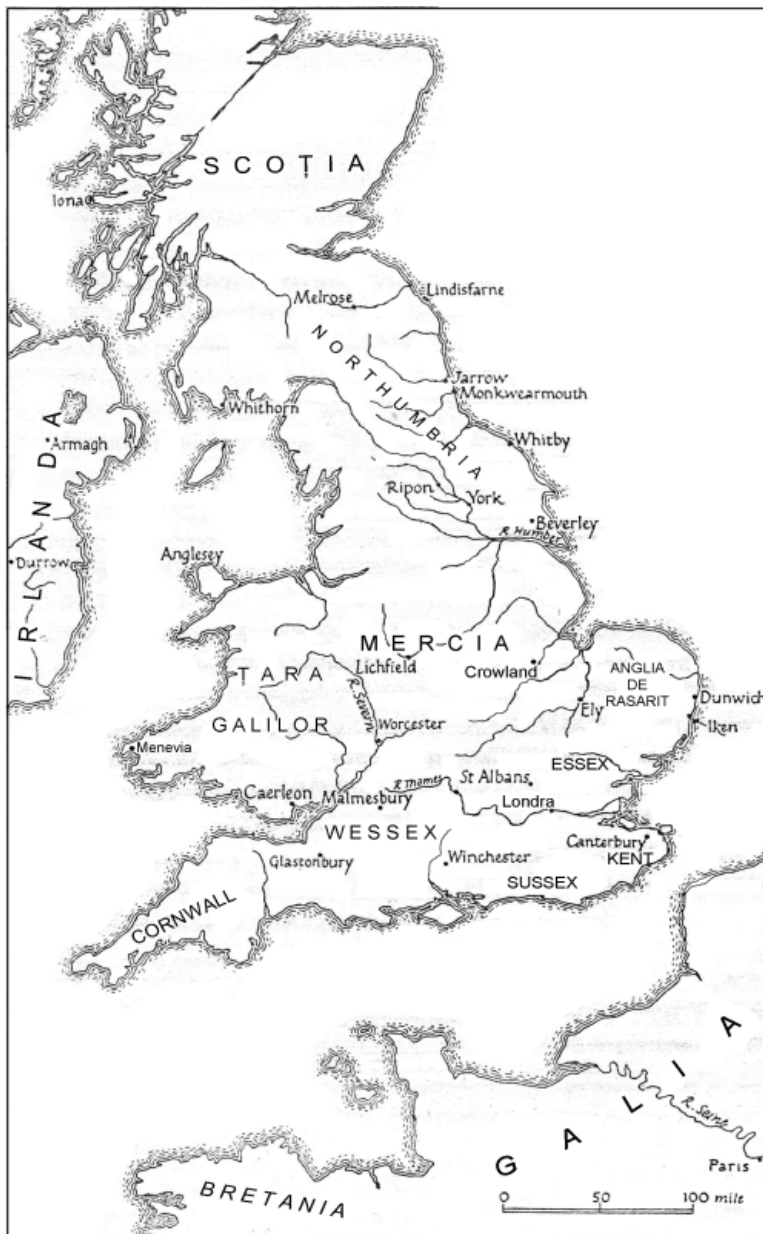 SCOȚIA
Iona
Lindisfarne
Melrose
NORTHUMBRIA
Jarrow
Monkwearmouth
Whithorn
Whitby
IRLANDA
Armagh
Ripon
York
Beverley
R. Humber
Durrow
Anglesey
MERCIA
Lichfield
Crowland
ANGLIA
DE
RASARIT
ȚARA
GALILOR
R. Severn
Worcester
Ely
Dunwich
Iken
Menevia
ESSEX
Caerleon
Malmesbury
R. Thames
St Albans
Londra
WESSEX
Canterbury
KENT
Glastonbury
Winchester
SUSSEX
CORNWALL
GALIA
R. Seine
Paris
BRETANIA
0 50 100 mile